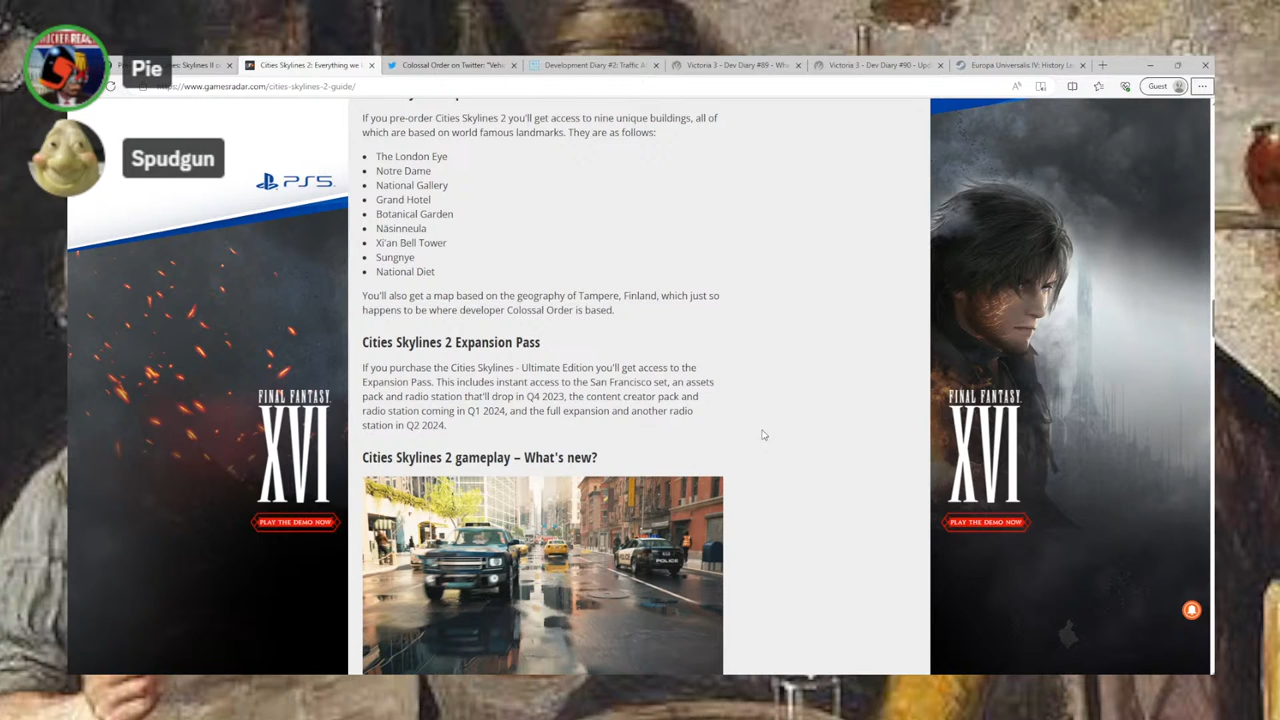 Pie
Spudgun
s: Skylines II o
Cities Skylines 2: Everything we
Colossal Order on Twitter: "Vehi
Development Diary #2: Traffic A
Victoria 3 - Dev Diary #89 - Wh
Victoria 3 - Dev Diary #90 - Upd
Europa Universalis IV: History L
www.gamesradar.com/cities-skylines-2-guide/
Guest
If you pre-order Cities Skylines 2 you'll get access to nine unique buildings, all of
which are based on world famous landmarks. They are as follows:
The London Eye
Notre Dame
National Gallery
Grand Hotel
Botanical Garden
Näsinneula
Xi'an Bell Tower
Sungnye
National Diet
You'll also get a map based on the geography of Tampere, Finland, which just so
happens to be where developer Colossal Order is based.
Cities Skylines 2 Expansion Pass
If you purchase the Cities Skylines - Ultimate Edition you'll get access to the
Expansion Pass. This includes instant access to the San Francisco set, an assets
pack and radio station that'll drop in Q4 2023, the content creator pack and
radio station coming in Q1 2024, and the full expansion and another radio
station in Q2 2024.
Cities Skylines 2 gameplay – What's new?
POLICE
PS5
FINAL FANTASY
XVI
PLAY THE DEMO NOW
FINAL FANTASY
XVI
PLAY THE DEMO NOW